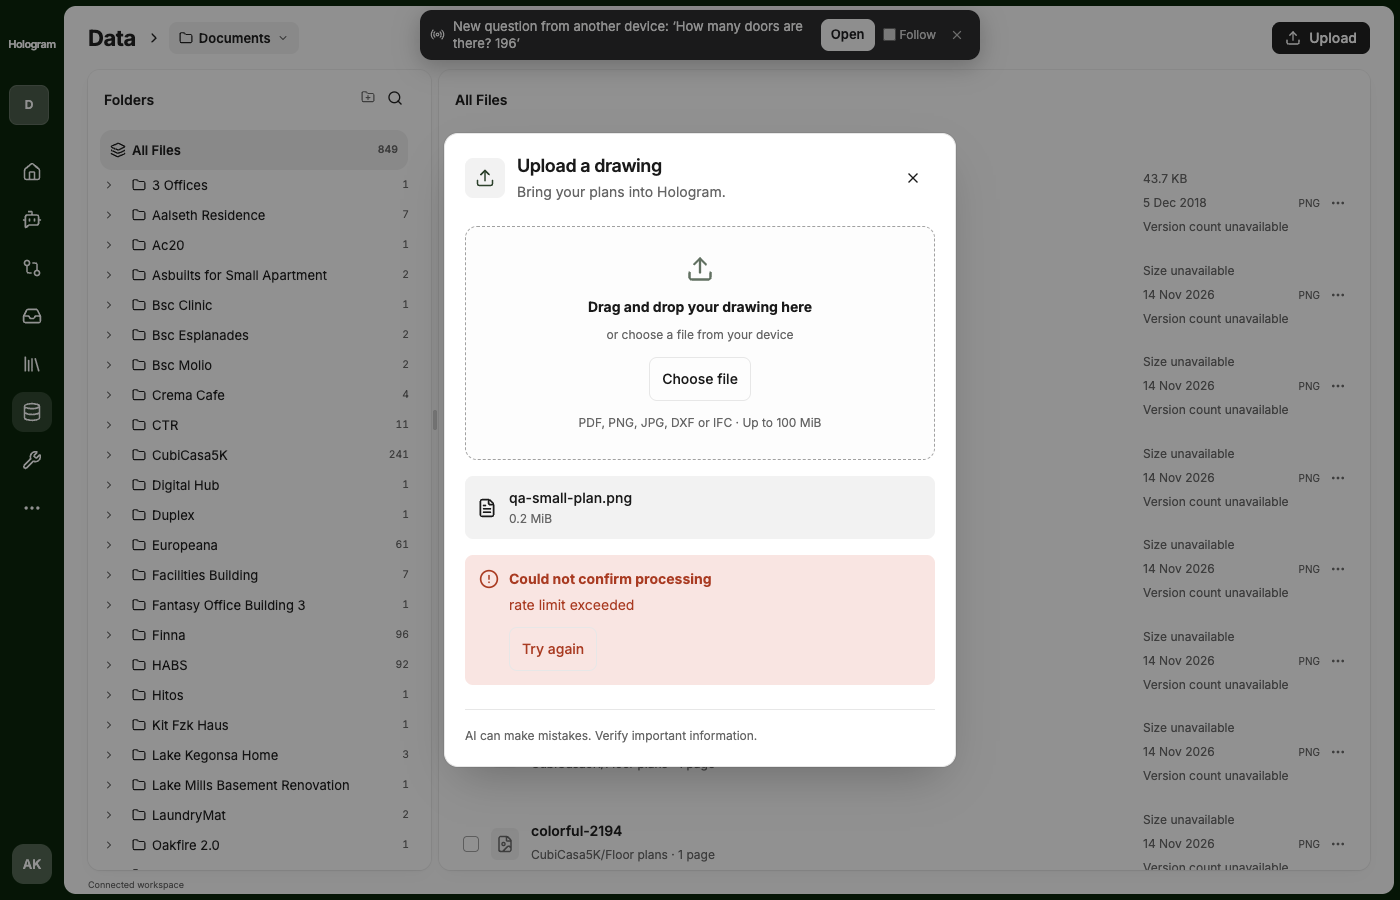 Hologram
D
AK
Data
Documents
New question from another device: ‘How many doors are
there? 196’
Open
Follow
Upload
Folders
All Files 849
3 Offices 1
Aalseth Residence 7
Ac20 1
Asbuilts for Small Apartment 2
Bsc Clinic 1
Bsc Esplanades 2
Bsc Molio 2
Crema Cafe 4
CTR 11
CubiCasa5K 241
Digital Hub 1
Duplex 1
Europeana 61
Facilities Building 7
Fantasy Office Building 3 1
Finna 96
HABS 92
Hitos 1
Kit Fzk Haus 1
Lake Kegonsa Home 3
Lake Mills Basement Renovation 1
LaundryMat 2
Oakfire 2.0 1
Connected workspace
All Files
Upload a drawing
Bring your plans into Hologram.
Drag and drop your drawing here
or choose a file from your device
Choose file
PDF, PNG, JPG, DXF or IFC · Up to 100 MiB
qa-small-plan.png
0.2 MiB
Could not confirm processing
rate limit exceeded
Try again
AI can make mistakes. Verify important information.
43.7 KB
5 Dec 2018 PNG
Version count unavailable
Size unavailable
14 Nov 2026 PNG
Version count unavailable
Size unavailable
14 Nov 2026 PNG
Version count unavailable
Size unavailable
14 Nov 2026 PNG
Version count unavailable
Size unavailable
14 Nov 2026 PNG
Version count unavailable
Size unavailable
14 Nov 2026 PNG
Version count unavailable
Size unavailable
14 Nov 2026 PNG
Version count unavailable
colorful-2194
CubiCasa5K/Floor plans · 1 page
Size unavailable
14 Nov 2026 PNG
Version count unavailable